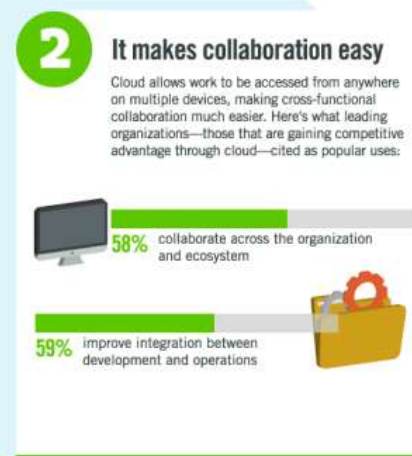 2
It makes collaboration easy
Cloud allows work to be accessed from anywhere
on multiple devices, making cross-functional
collaboration much easier. Here's what leading
organizations—those that are gaining competitive
advantage through cloud—cited as popular uses:
58% collaborate across the organization
and ecosystem
59% improve integration between
development and operations